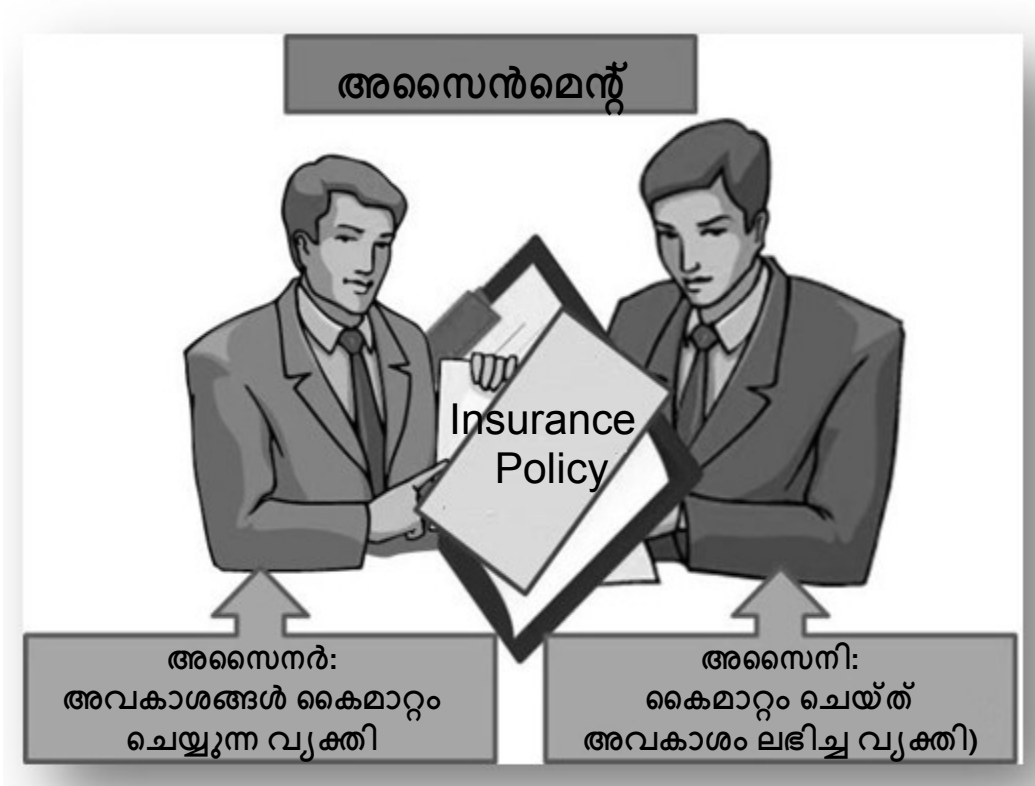 അസൈൻമെന്റ്
Insurance
Policy
അസൈനർ:
അവകാശങ്ങൾ കൈമാറ്റം
ചെയ്യുന്ന വ്യക്തി
അസൈനി:
കൈമാറ്റം ചെയ്ത്
അവകാശം ലഭിച്ച വ്യക്തി)